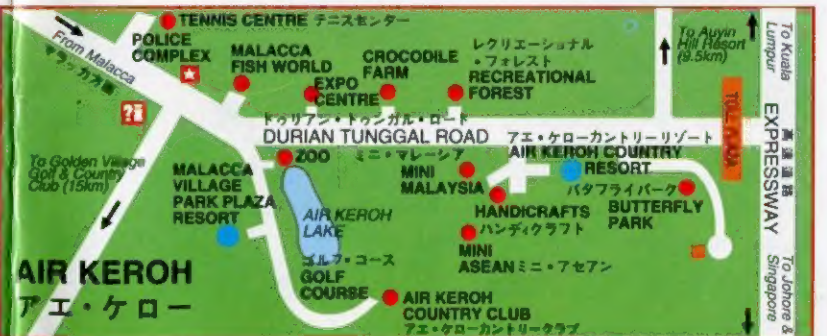 TENNIS CENTRE テニスセンター
POLICE
COMPLEX
From Malacca
マラッカ方面
MALACCA
FISH WORLD
EXPO
CENTRE
CROCODILE
FARM
レクリエーショナル
・フォレスト
RECREATIONAL
FOREST
To Auyin
Hill Resort
(9.5km)
To Kuala
Lumpur
高速道路
EXPRESSWAY
To Johore &
Singapore
TOLL PLAZA
ドゥリアン・トゥンガル・ロード
DURIAN TUNGGAL ROAD
To Golden Village
Golf & Country
Club (15km)
MALACCA
VILLAGE
PARK PLAZA
RESORT
ZOO
AIR KEROH
LAKE
ミニ・マレーシア
MINI
MALAYSIA
アエ・ケローカントリーリゾート
AIR KEROH COUNTRY
RESORT
HANDICRAFTS
ハンディクラフト
バタフライパーク
BUTTERFLY
PARK
MINI
ASEAN ミニ・アセアン
ゴルフ・コース
GOLF
COURSE
AIR KEROH
COUNTRY CLUB
アエ・ケローカントリークラブ
AIR KEROH
アエ・ケロー